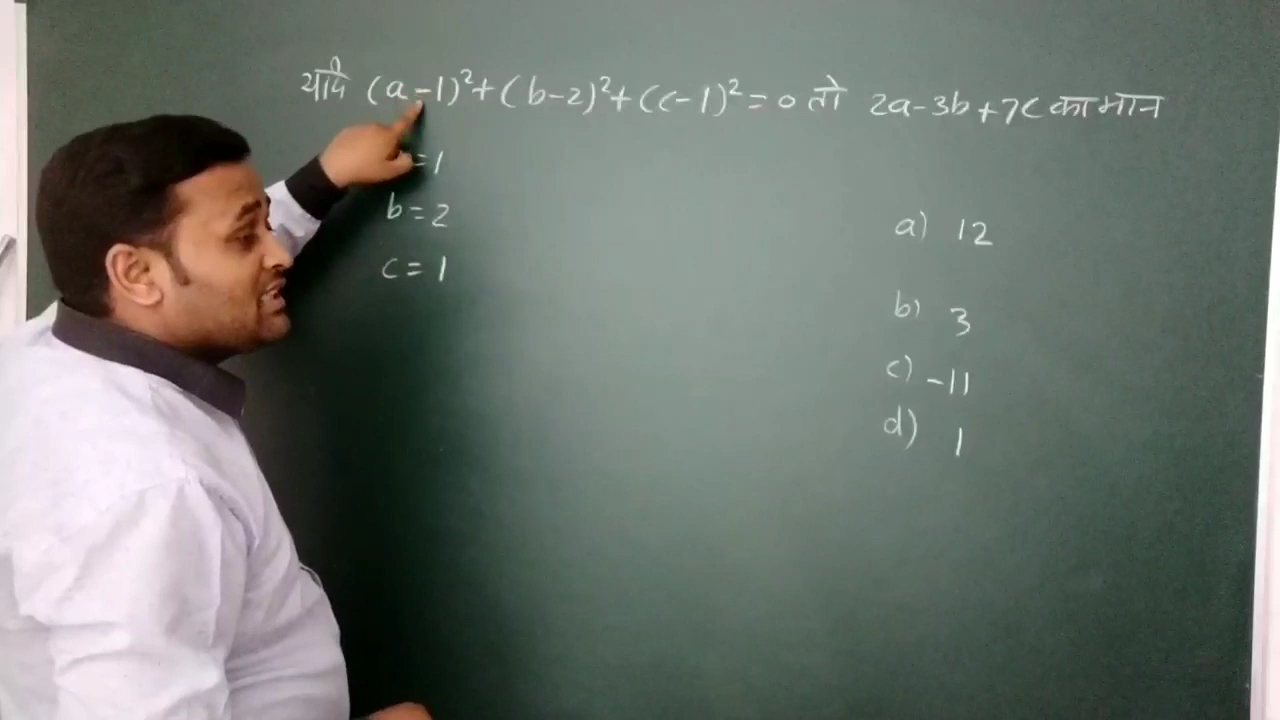 यदि (a-1)²+(b-2)²+(c-1)²=0 तो 2a-3b+7c का मान
=1
b=2
c=1
a) 12
b) 3
c) -11
d) 1